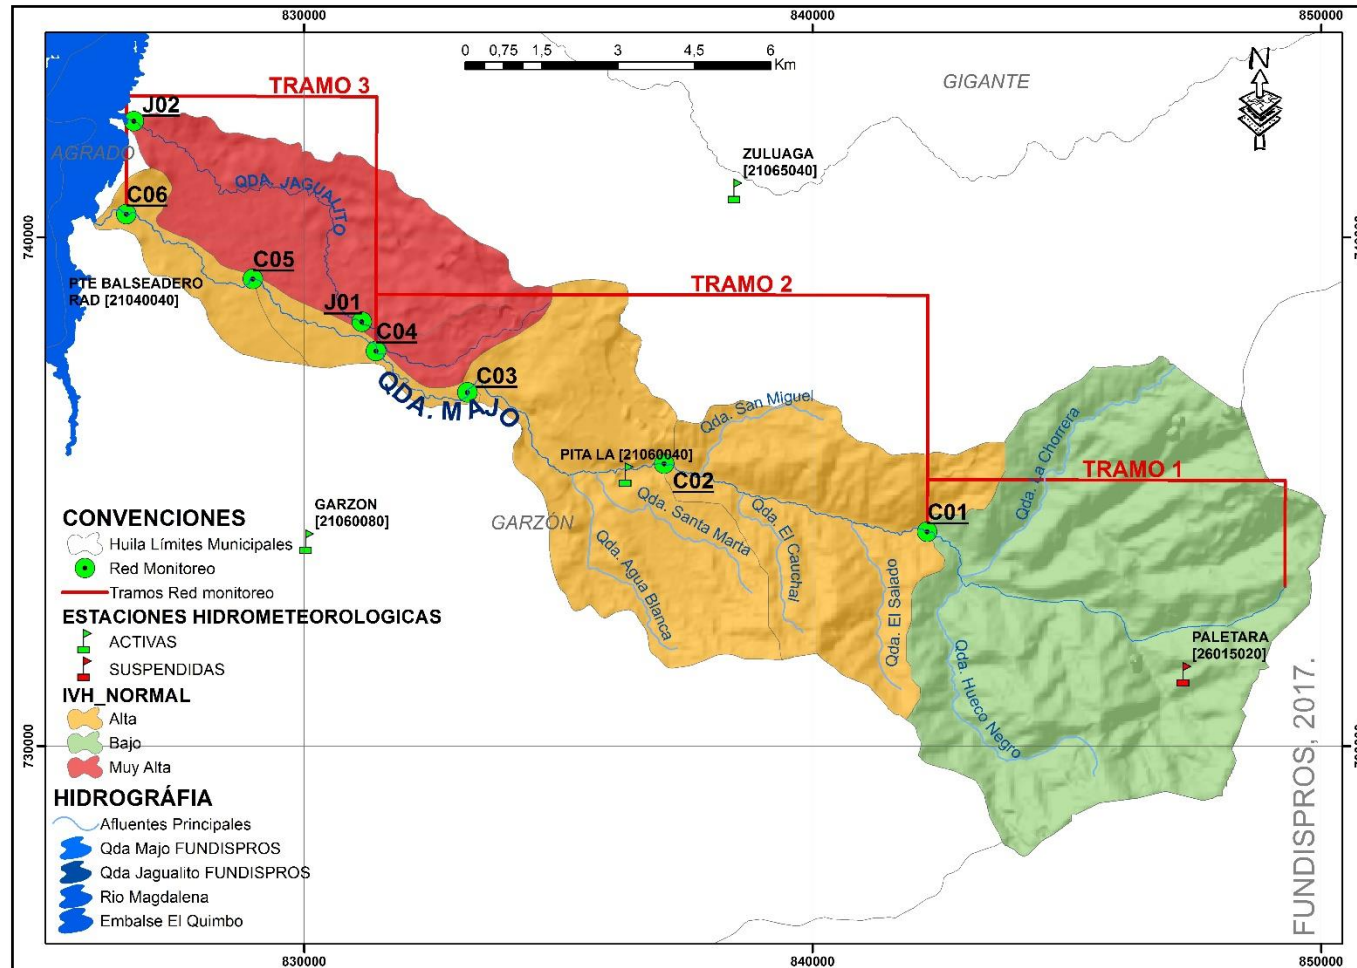 830000
840000
850000
0 0,75 1,5 3 4,5 6
Km
N
TRAMO 3
GIGANTE
J02
AGRADO
ZULUAGA
[21065040]
QDA. JAGUALITO
C06
740000
740000
C05
PTE BALSEADERO
RAD [21040040]
TRAMO 2
J01
C04
C03
QDA. MAJO
Qda. San Miguel
Qda. La Chorrera
PITA LA [21060040]
TRAMO 1
C02
C01
GARZON
[21060080]
GARZÓN
Qda. Santa Marta
Qda. El Cauchal
Qda. Agua Blanca
Qda. El Salado
PALETARA
[26015020]
Qda. Hueco Negro
730000
730000
CONVENCIONES
Huila Límites Municipales
Red Monitoreo
Tramos Red monitoreo
ESTACIONES HIDROMETEOROLOGICAS
ACTIVAS
SUSPENDIDAS
IVH_NORMAL
Alta
Bajo
Muy Alta
HIDROGRÁFIA
Afluentes Principales
Qda Majo FUNDISPROS
Qda Jagualito FUNDISPROS
Rio Magdalena
Embalse El Quimbo
FUNDISPROS, 2017.
830000
840000
850000